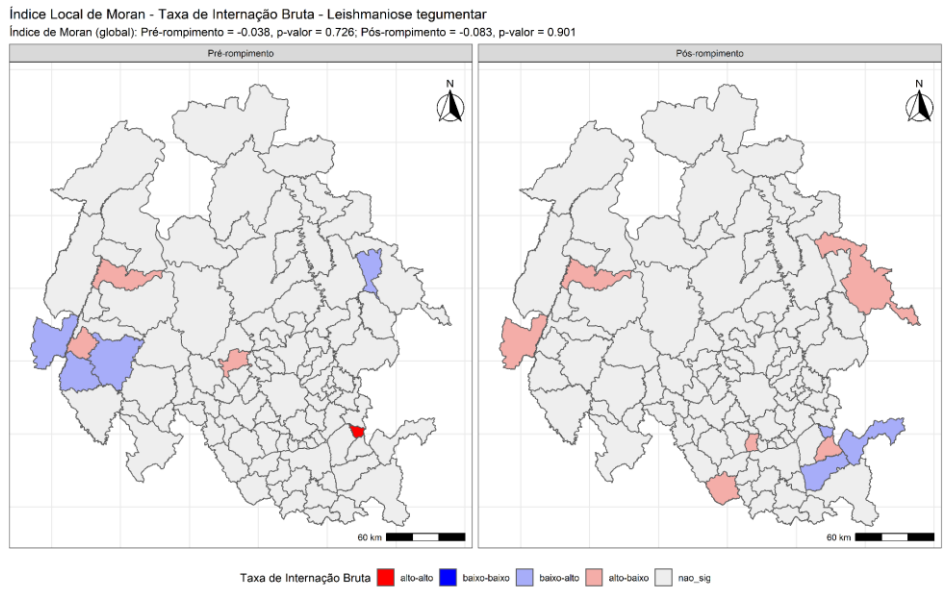 Índice Local de Moran - Taxa de Internação Bruta - Leishmaniose tegumentar
Índice de Moran (global): Pré-rompimento = -0.038, p-valor = 0.726; Pós-rompimento = -0.083, p-valor = 0.901
Pré-rompimento
Pós-rompimento
N
N
60 km
60 km
Taxa de Internação Bruta alto-alto baixo-baixo baixo-alto alto-baixo nao_sig